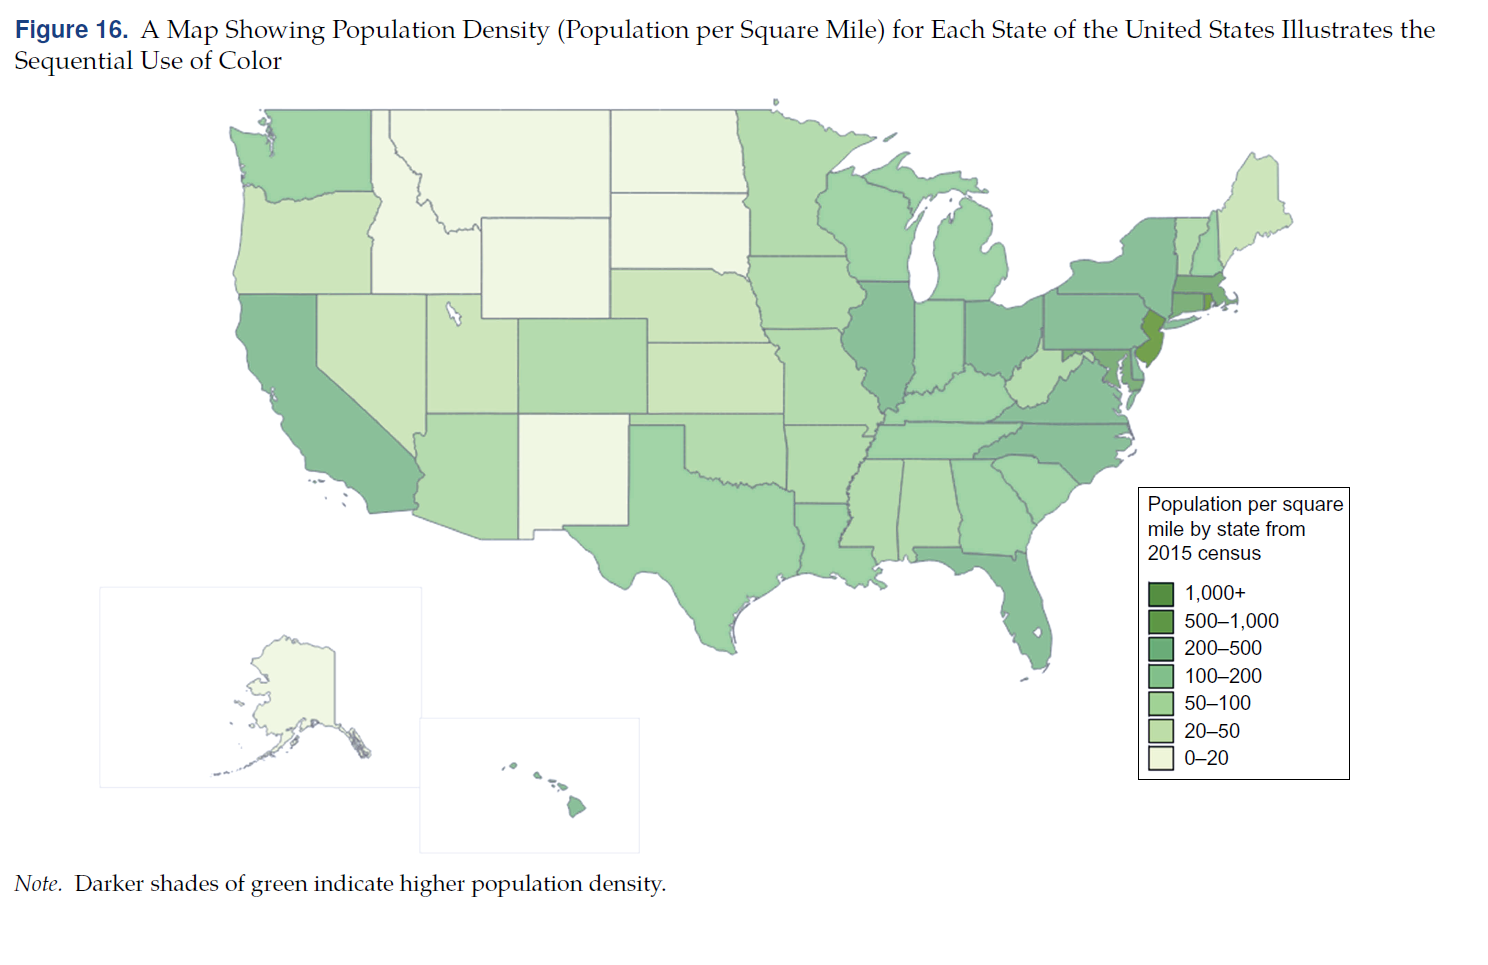 Figure 16. A Map Showing Population Density (Population per Square Mile) for Each State of the United States Illustrates the
Sequential Use of Color
Population per square
mile by state from
2015 census
1,000+
500–1,000
200–500
100–200
50–100
20–50
0–20
Note. Darker shades of green indicate higher population density.